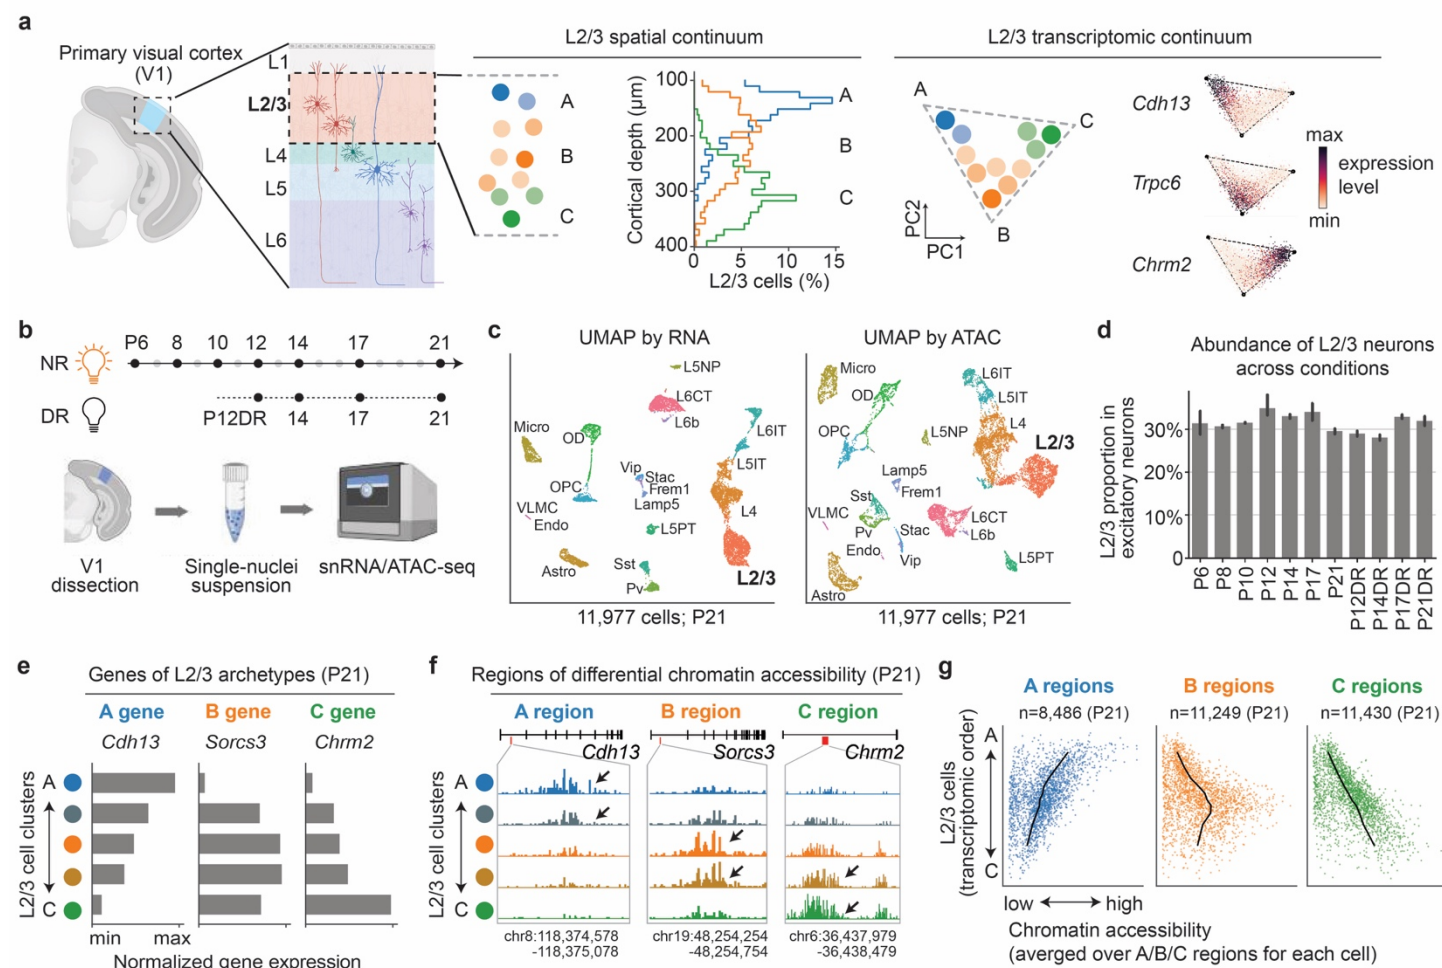 a
Primary visual cortex
(V1)
L1
L2/3
L4
L5
L6
L2/3 spatial continuum
A
B
C
Cortical depth (µm)
100
200
300
400
0 5 10 15
L2/3 cells (%)
A
B
C
L2/3 transcriptomic continuum
A
C
B
PC2
PC1
Cdh13
Trpc6
Chrm2
max
expression
level
min
b
P6 8 10 12 14 17 21
NR
DR
P12DR 14 17 21
V1
dissection
Single-nuclei
suspension
snRNA/ATAC-seq
c
UMAP by RNA
L5NP
L6CT
L6b
L6IT
Micro
OD
L5IT
Vip
Stac
Frem1
Lamp5
OPC
VLMC
Endo
L4
L5PT
Astro
Sst
Pv
L2/3
11,977 cells; P21
UMAP by ATAC
Micro
OD
L6IT
L5IT
OPC
L5NP
L4
L2/3
Lamp5
Frem1
Sst
VLMC
Pv
Stac
L6CT
L6b
Endo
Vip
L5PT
Astro
11,977 cells; P21
d
Abundance of L2/3 neurons
across conditions
L2/3 proportion in
excitatory neurons
30%
20%
10%
0
P6
P8
P10
P12
P14
P17
P21
P12DR
P14DR
P17DR
P21DR
e
Genes of L2/3 archetypes (P21)
A gene B gene C gene
Cdh13 Sorcs3 Chrm2
L2/3 cell clusters
A
C
min max
Normalized gene expression
f
Regions of differential chromatin accessibility (P21)
A region B region C region
Cdh13 Sorcs3 Chrm2
L2/3 cell clusters
A
C
chr8:118,374,578
-118,375,078
chr19:48,254,254
-48,254,754
chr6:36,437,979
-36,438,479
g
A regions B regions C regions
n=8,486 (P21) n=11,249 (P21) n=11,430 (P21)
L2/3 cells
(transcriptomic order)
A
C
low high
Chromatin accessibility
(averaged over A/B/C regions for each cell)